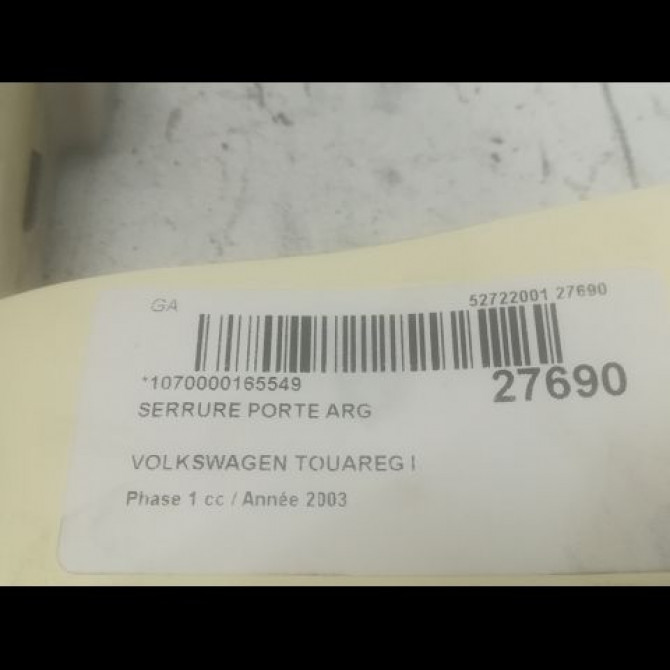 GA
52722001 27690
*1070000165549
27690
SERRURE PORTE ARG
VOLKSWAGEN TOUAREG I
Phase 1 cc / Année 2003